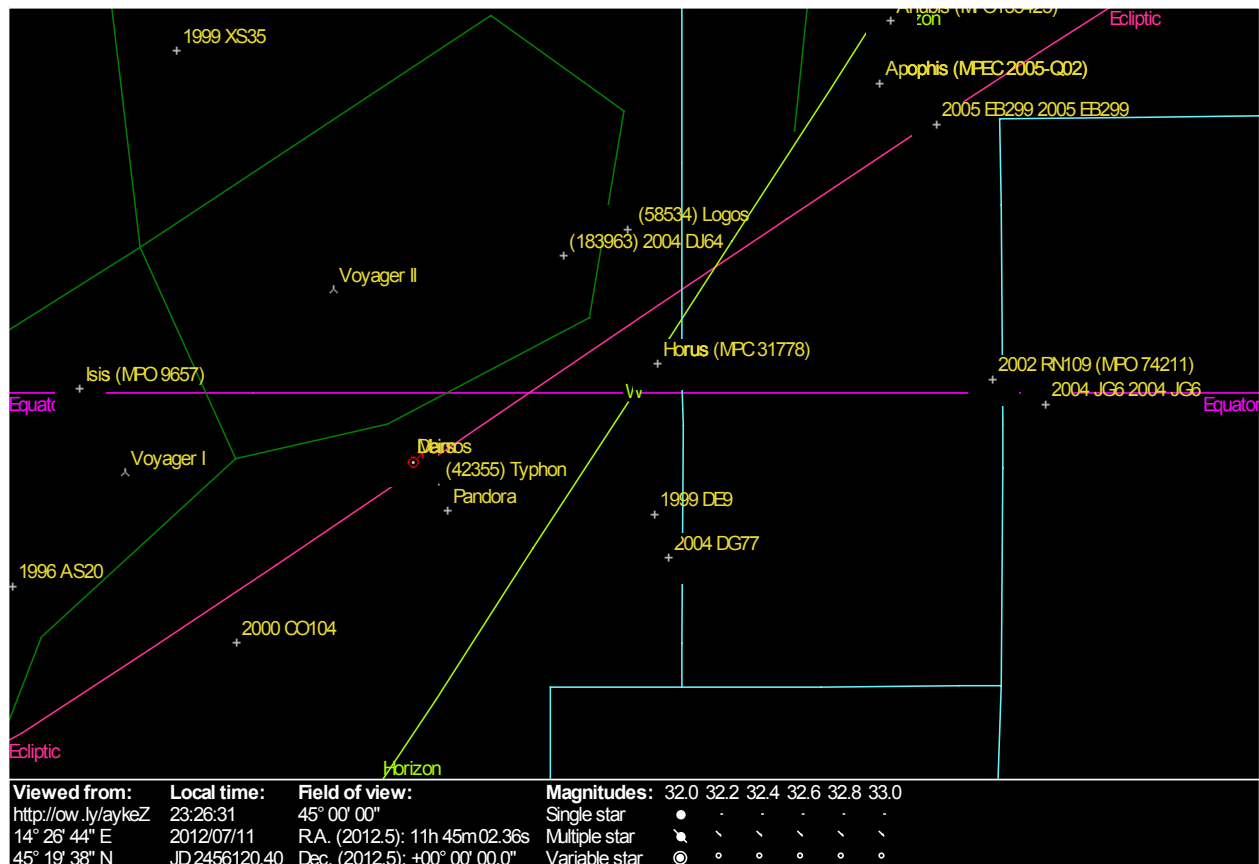 Anubis (MPO 133425)
zon
Ecliptic
1999 XS35
Apophis (MPEC 2005-Q02)
2005 EB299 2005 EB299
(58534) Logos
(183963) 2004 DJ64
Voyager II
Horus (MPC 31778)
Isis (MPO 9657)
2002 RN109 (MPO 74211)
2004 JG6 2004 JG6
W
Equato
Equator
Voyager I
(42355) Typhon
Pandora
1999 DE9
2004 DG77
1996 AS20
2000 CO104
Ecliptic
Horizon
Viewed from: Local time: Field of view: Magnitudes: 32.0 32.2 32.4 32.6 32.8 33.0
http://ow.ly/aykeZ 23:26:31 45° 00' 00" Single star
14° 26' 44" E 2012/07/11 R.A. (2012.5): 11h 45m 02.36s Multiple star
45° 19' 38" N JD 2456120.40 Dec. (2012.5): +00° 00' 00.0" Variable star